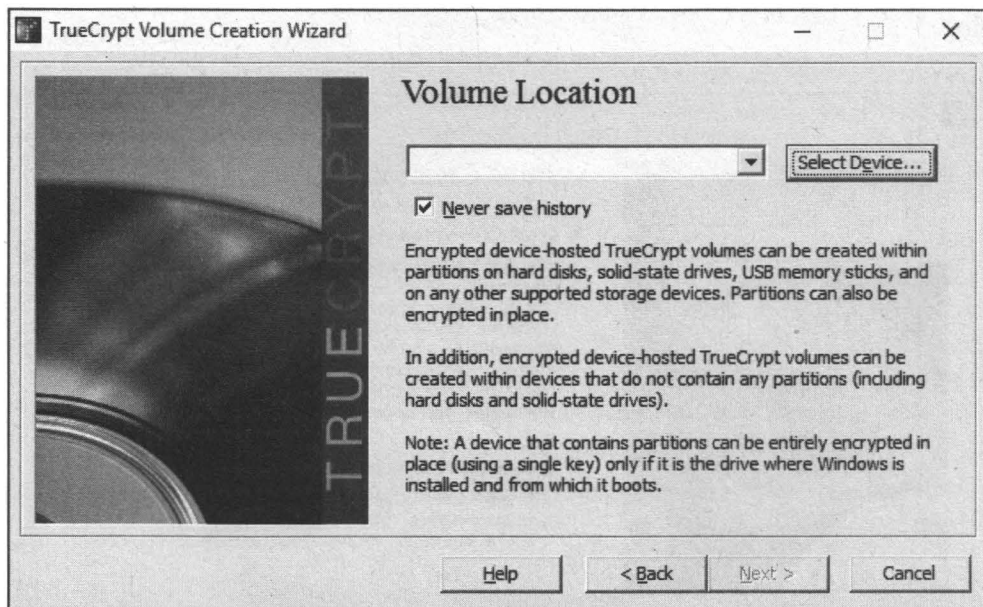 TrueCrypt Volume Creation Wizard
Volume Location
Select Device...
Never save history
Encrypted device-hosted TrueCrypt volumes can be created within
partitions on hard disks, solid-state drives, USB memory sticks, and
on any other supported storage devices. Partitions can also be
encrypted in place.
In addition, encrypted device-hosted TrueCrypt volumes can be
created within devices that do not contain any partitions (including
hard disks and solid-state drives).
Note: A device that contains partitions can be entirely encrypted in
place (using a single key) only if it is the drive where Windows is
installed and from which it boots.
TRUECRYPT
Help
< Back
Next >
Cancel